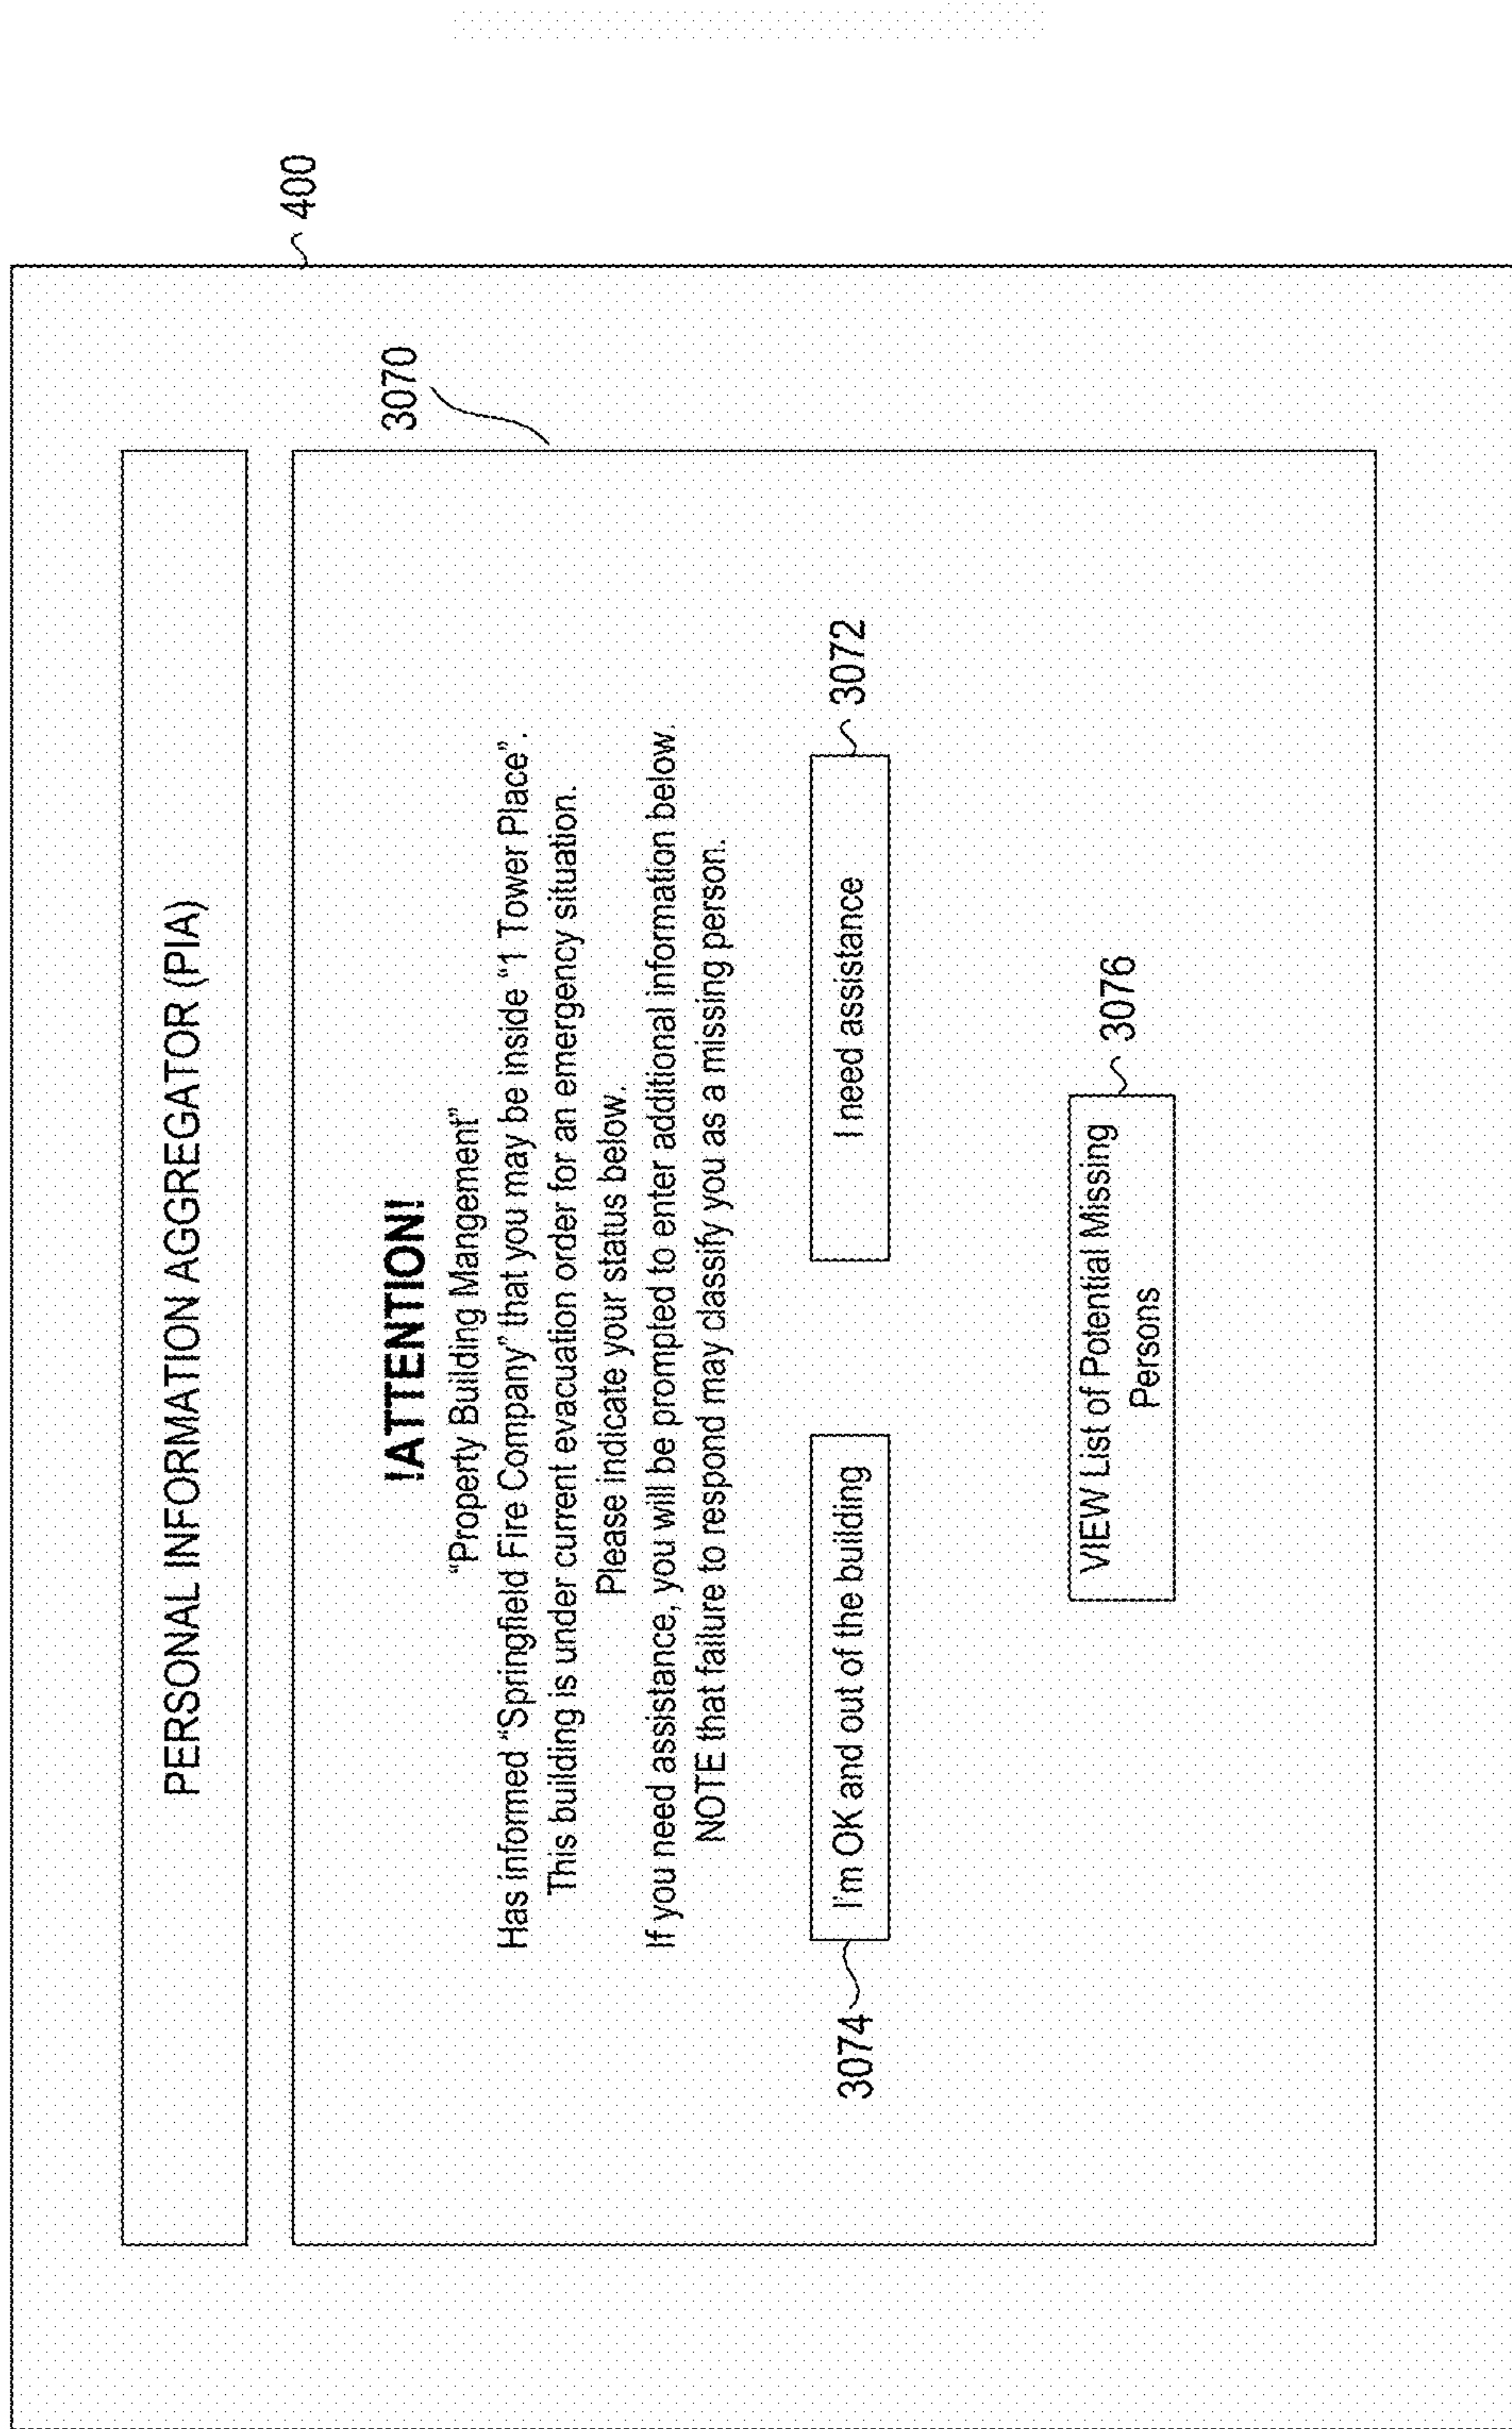 400
PERSONAL INFORMATION AGGREGATOR (PIA)
3070
!ATTENTION!
“Property Building Mangement”
Has informed “Springfield Fire Company” that you may be inside “1 Tower Place”.
This building is under current evacuation order for an emergency situation.
Please indicate your status below.
If you need assistance, you will be prompted to enter additional information below.
NOTE that failure to respond may classify you as a missing person.
3074
I'm OK and out of the building
I need assistance
3072
VIEW List of Potential Missing
Persons
3076